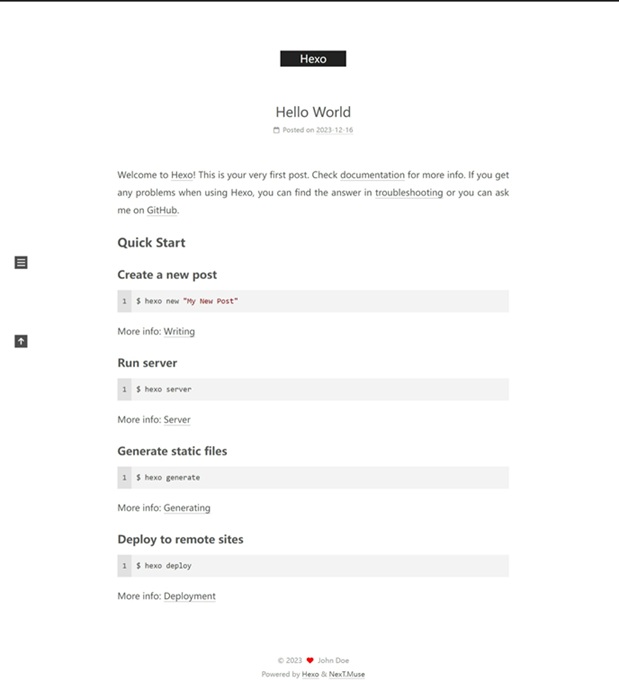 Hexo
Hello World
Posted on 2023-12-16
Welcome to Hexo! This is your very first post. Check documentation for more info. If you get
any problems when using Hexo, you can find the answer in troubleshooting or you can ask
me on GitHub.
Quick Start
Create a new post
1 $ hexo new "My New Post"
More info: Writing
Run server
1 $ hexo server
More info: Server
Generate static files
1 $ hexo generate
More info: Generating
Deploy to remote sites
1 $ hexo deploy
More info: Deployment
© 2023 ♥ John Doe
Powered by Hexo & NexT.Muse